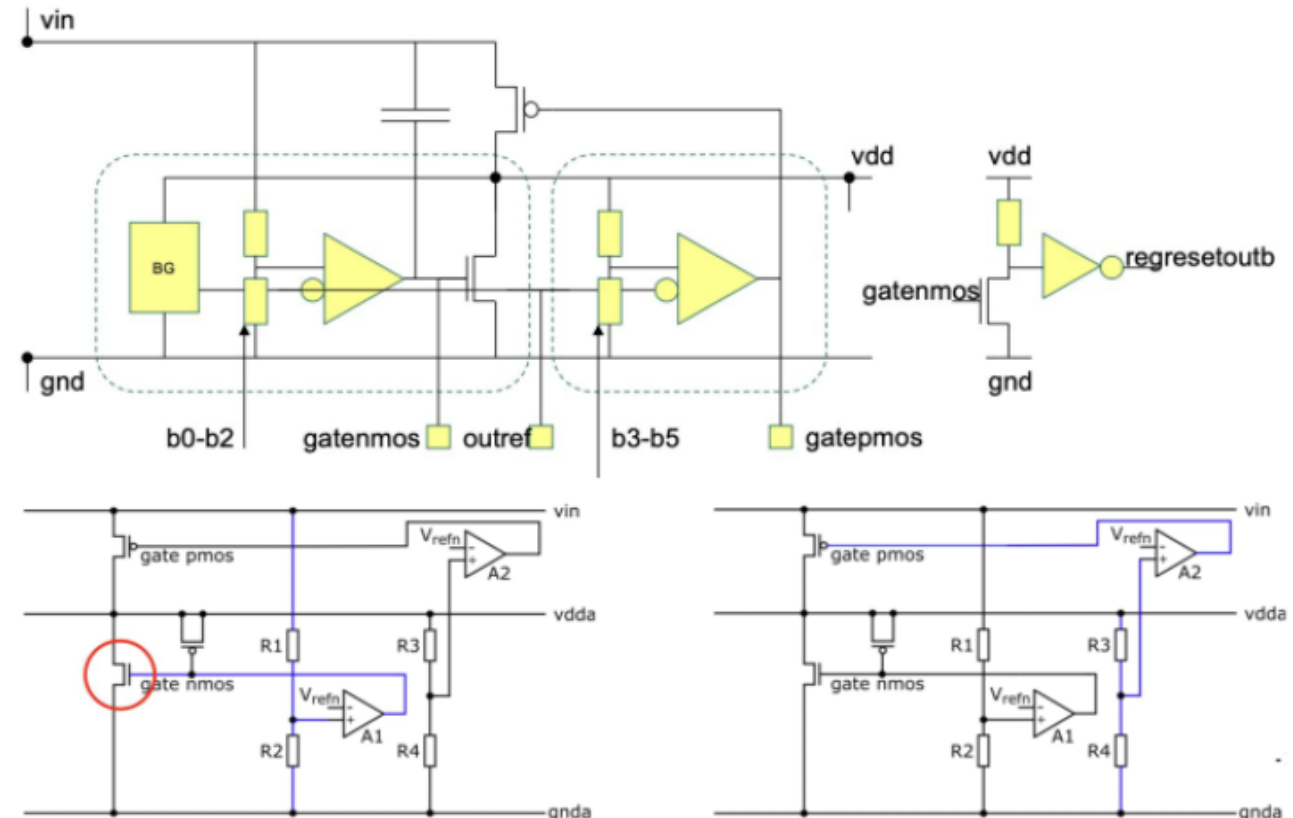 vin
vdd
vdd
BG
regresetoutb
gatenmos
gnd
gnd
b0-b2
gatenmos
outref
b3-b5
gatepmos
vin
Vrefn
gate pmos
A2
vdda
R1
R3
gate nmos
Vrefn
A1
R2
R4
gnda
vin
Vrefn
gate pmos
A2
vdda
R1
R3
gate nmos
Vrefn
A1
R2
R4
gnda